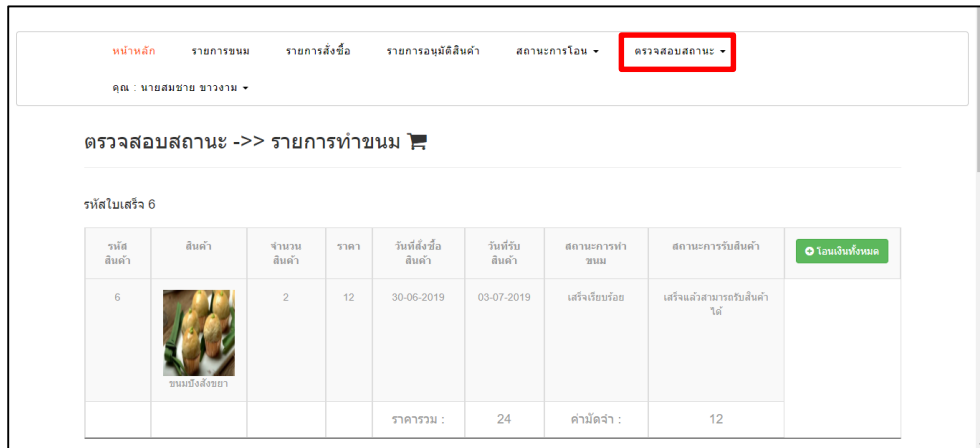 หน้าหลัก รายการขนม รายการสั่งซื้อ รายการอนุมัติสินค้า สถานะการโอน ตรวจสอบสถานะ
คุณ : นายสมชาย ขาวงาม
ตรวจสอบสถานะ ->> รายการทำขนม
รหัสใบเสร็จ 6
รหัส สินค้า จำนวน ราคา วันที่สั่งซื้อ วันที่รับ สถานะการทำ สถานะการรับสินค้า โอนเงินทั้งหมด
สินค้า สินค้า สินค้า สินค้า ขนม
6 2 12 30-06-2019 03-07-2019 เสร็จเรียบร้อย เสร็จแล้วสามารถรับสินค้า
ได้
ขนมปังสังขยา
ราคารวม : 24 ค่ามัดจำ : 12